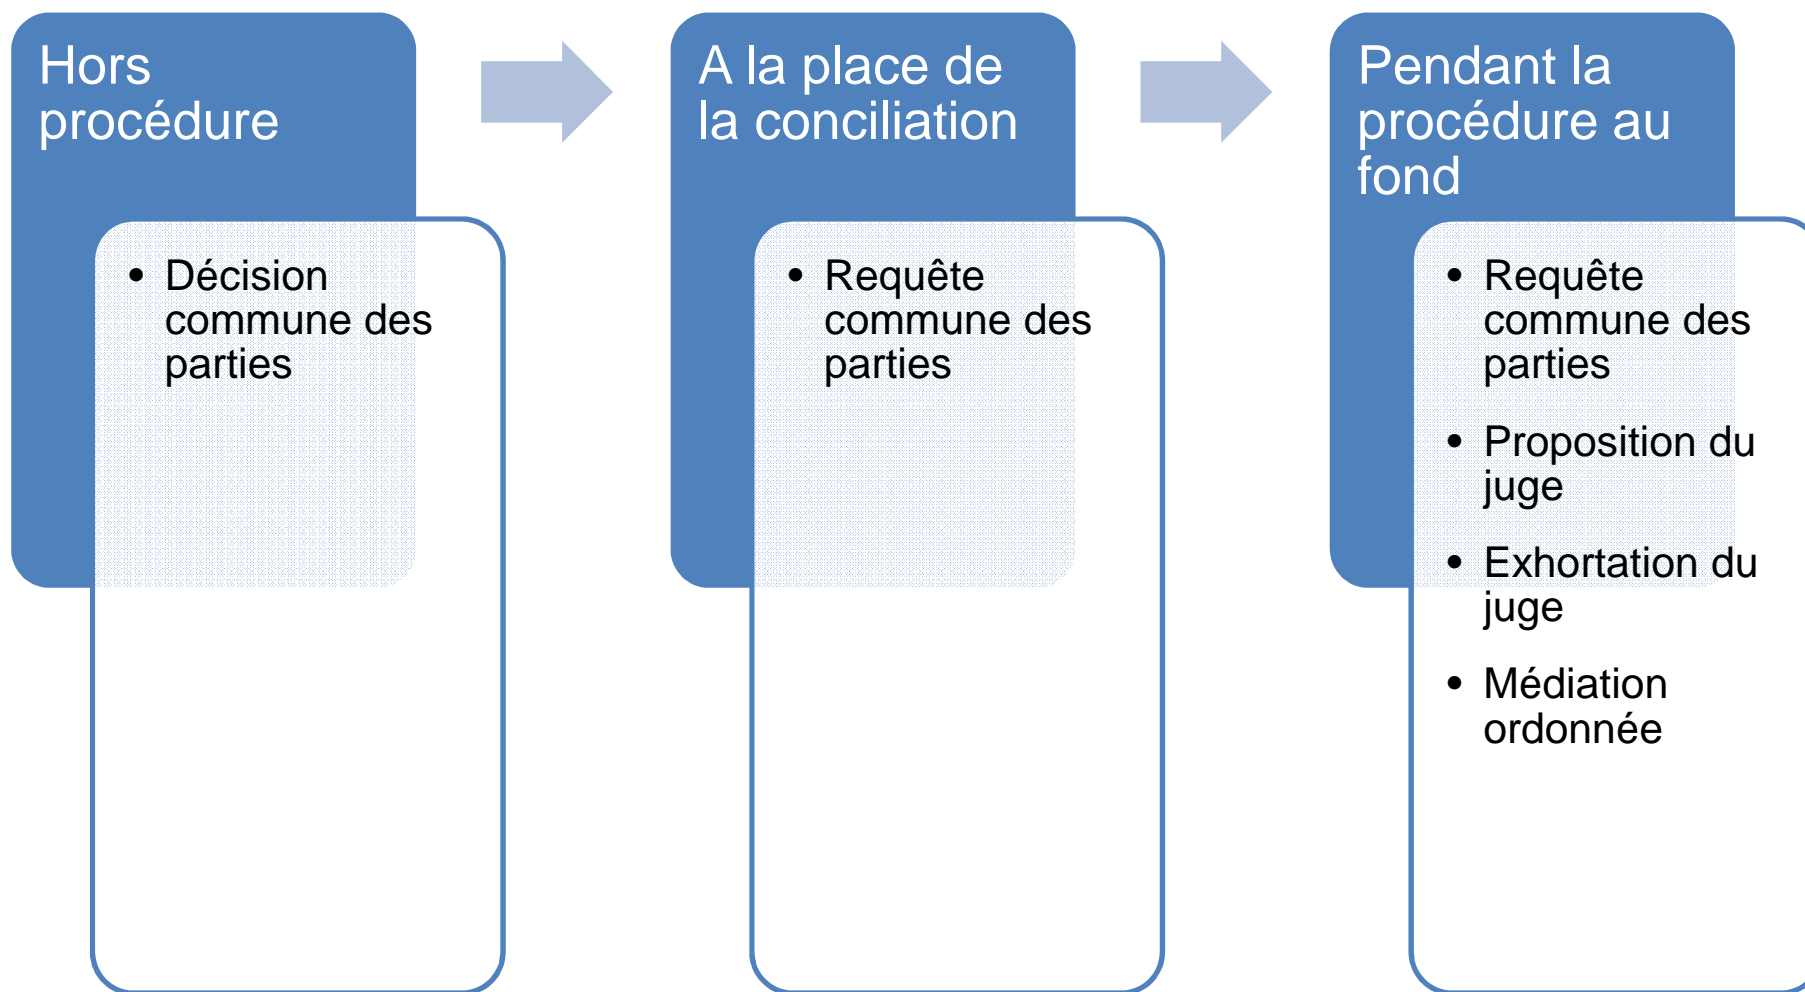 Hors
procédure
• Décision
commune des
parties
A la place de
la conciliation
• Requête
commune des
parties
Pendant la
procédure au
fond
• Requête
commune des
parties
• Proposition du
juge
• Exhortation du
juge
• Médiation
ordonnée